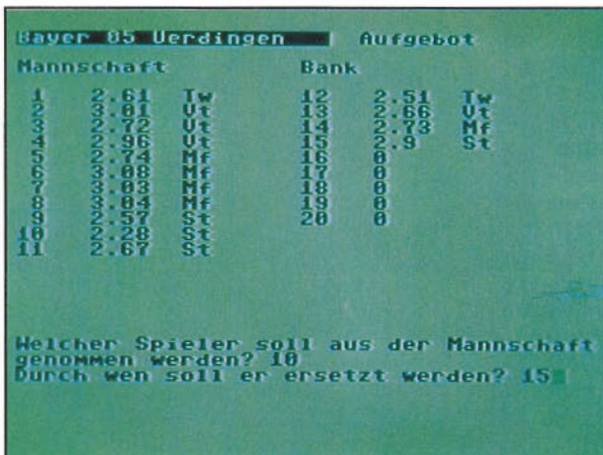 Bayer 05 Uerdingen Aufgebot
Mannschaft Bank
1 2.61 Tw 12 2.51 Tw
2 3.01 Vt 13 2.66 Vt
3 2.72 Vt 14 2.73 Mf
4 2.96 Vt 15 2.9 St
5 2.74 Mf 16 0
6 3.08 Mf 17 0
7 3.03 Mf 18 0
8 3.04 Mf 19 0
9 2.57 St 20 0
10 2.28 St
11 2.67 St
Welcher Spieler soll aus der Mannschaft
genommen werden? 10
Durch wen soll er ersetzt werden? 15